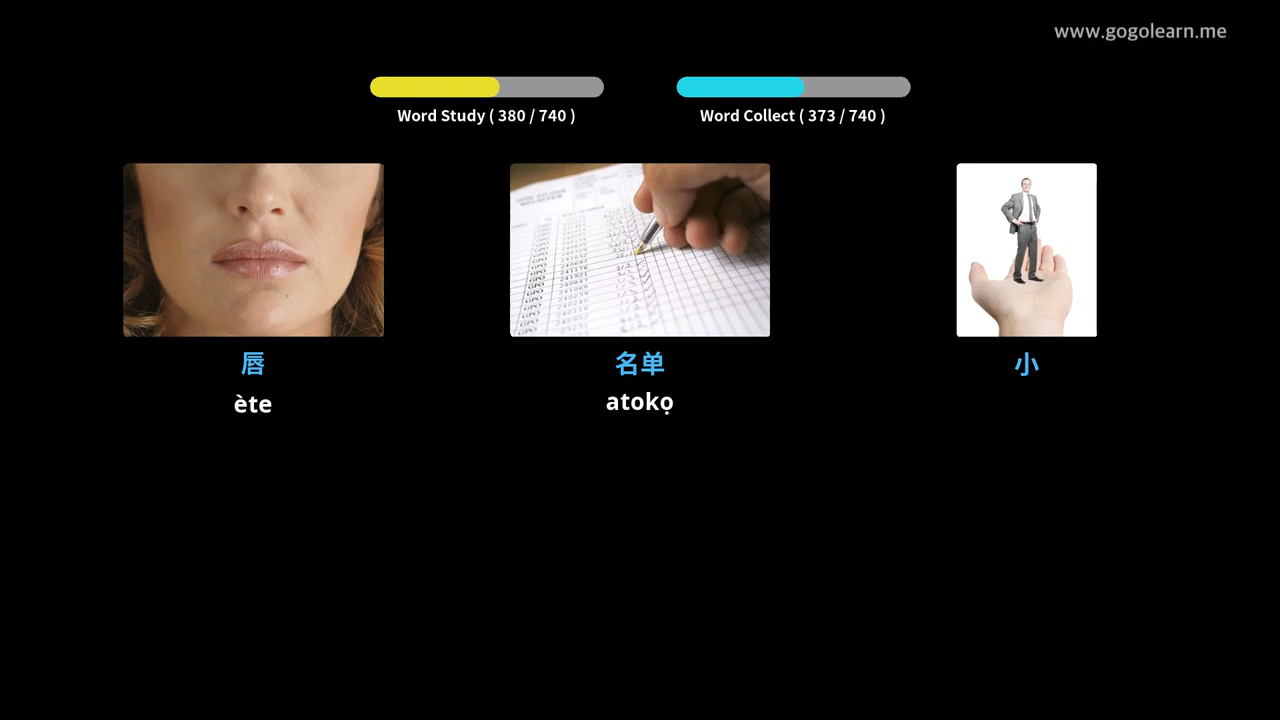 www.gogolearn.me
Word Study ( 380 / 740 )
Word Collect ( 373 / 740 )
唇
名单
小
ète
atokọ